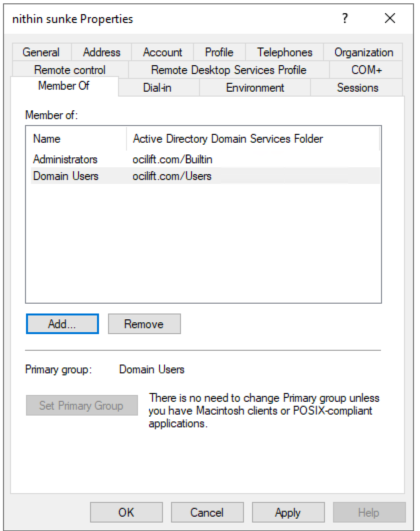 nithin sunke Properties ? ×
General Address Account Profile Telephones Organization
Remote control Remote Desktop Services Profile COM+
Member Of Dial-in Environment Sessions
Member of:
Name Active Directory Domain Services Folder
Administrators ocilift.com/Builtin
Domain Users ocilift.com/Users
Add... Remove
Primary group: Domain Users
Set Primary Group There is no need to change Primary group unless
you have Macintosh clients or POSIX-compliant
applications.
OK Cancel Apply Help